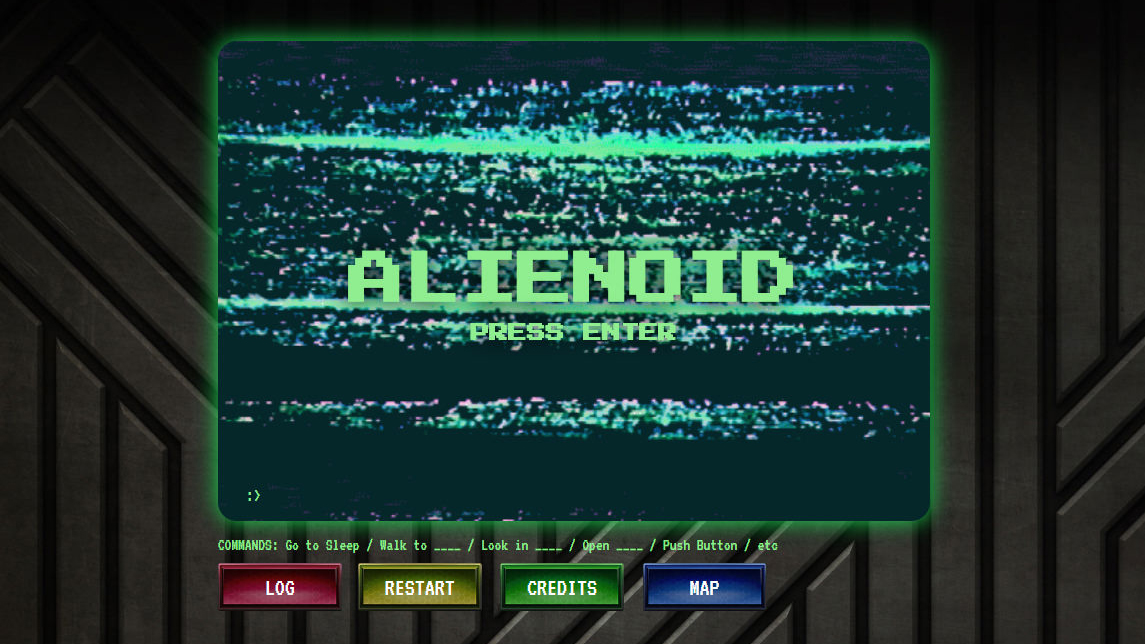 ALIENOID
PRESS ENTER
:>
COMMANDS: Go to Sleep / Walk to ____ / Look in ____ / Open ____ / Push Button / etc
LOG RESTART CREDITS MAP